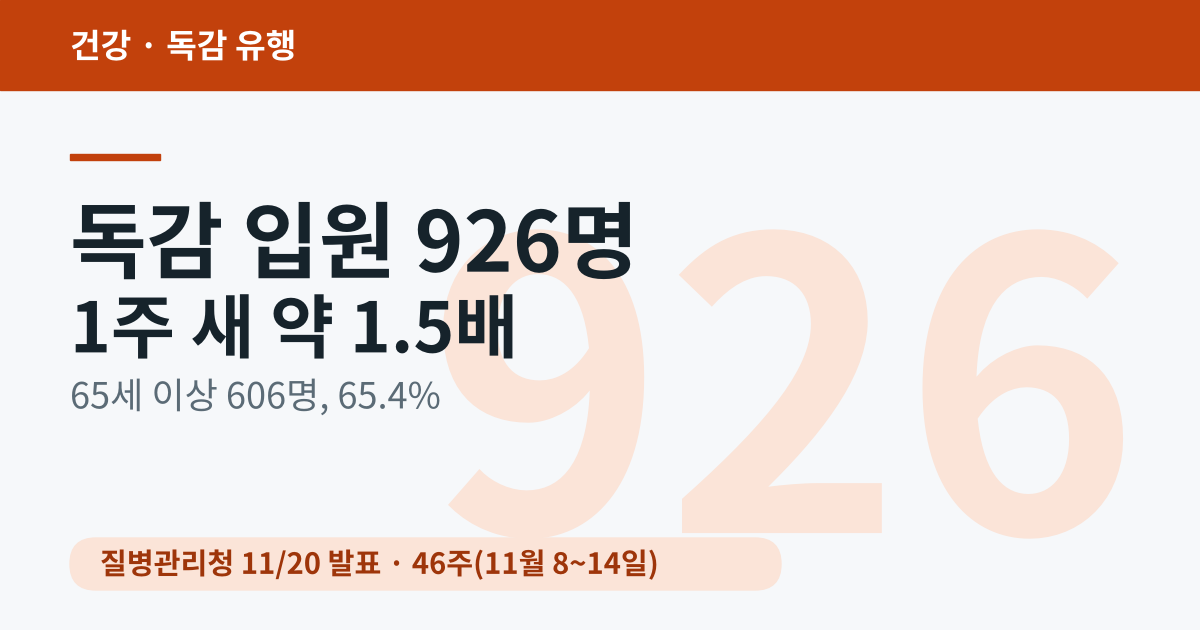 건강 · 독감 유행
독감 입원 926명
1주 새 약 1.5배
65세 이상 606명, 65.4%
926
질병관리청 11/20 발표 · 46주(11월 8~14일)